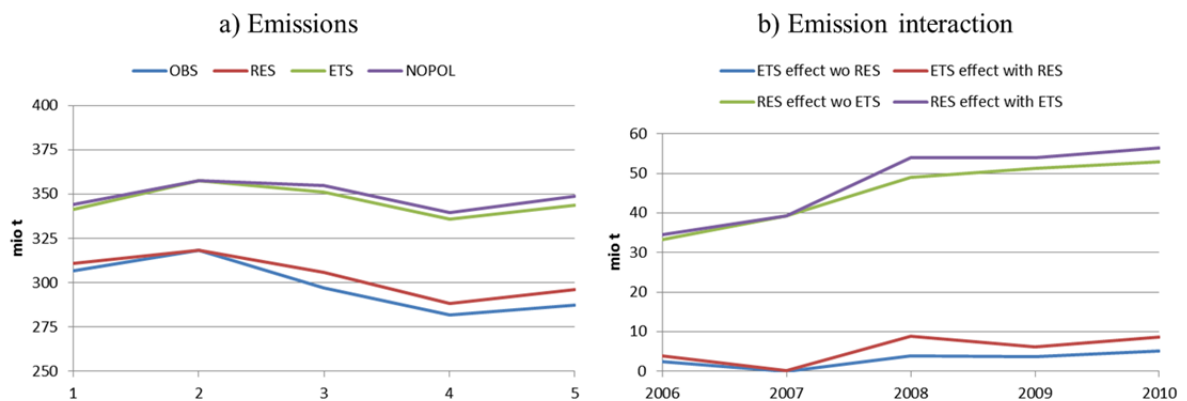 a) Emissions
OBS RES ETS NOPOL
400
375
350
325
300
275
250
mio t
1 2 3 4 5
b) Emission interaction
ETS effect wo RES ETS effect with RES
RES effect wo ETS RES effect with ETS
60
50
40
30
20
10
0
mio t
2006 2007 2008 2009 2010